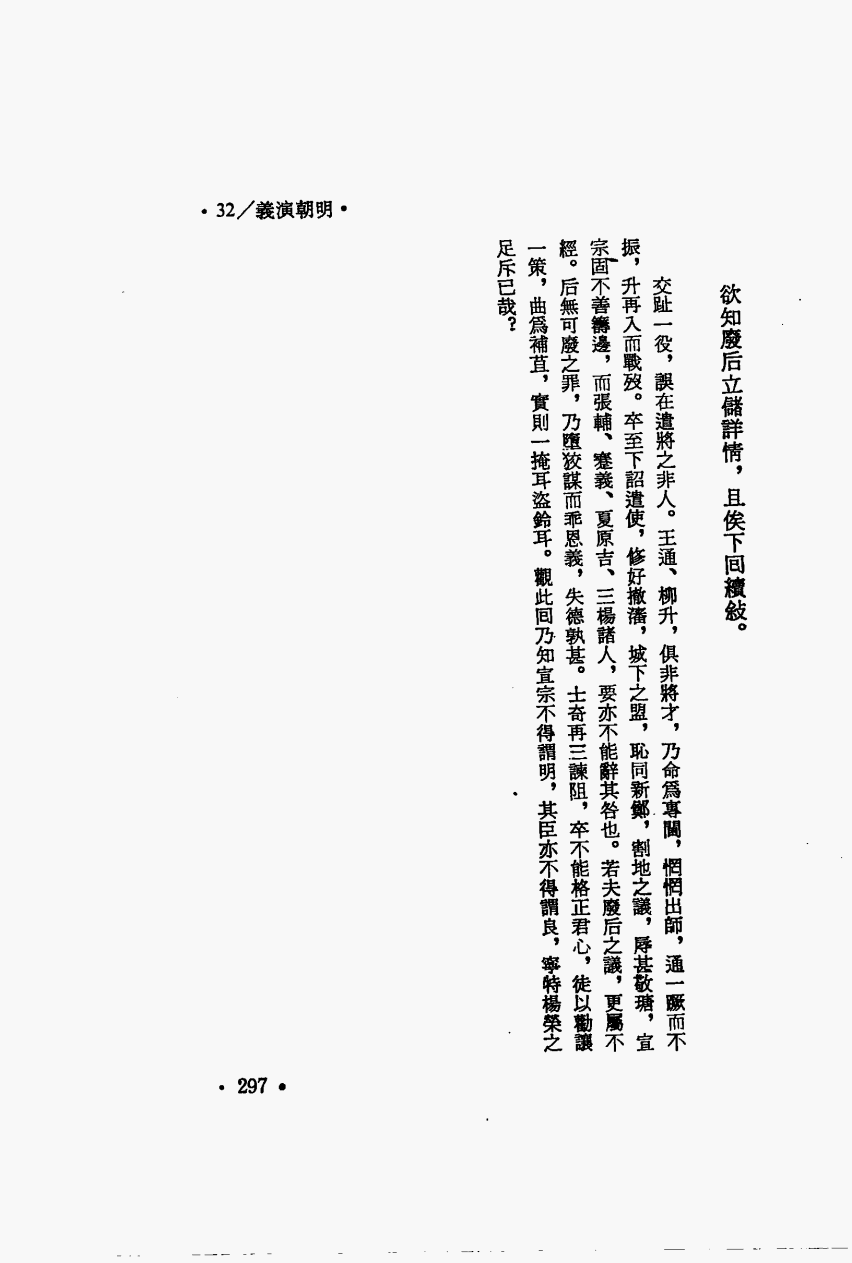 •32／義演朝明•
欲知廢后立儲詳情，且俟下回續敍。
交趾一役，誤在遣將之非人。王通、柳升，俱非將才，乃命爲專閫，惘惘出師，通一蹶而不
振，升再入而戰歿。卒至下詔遣使，修好撤藩，城下之盟，恥同新鄭，割地之議，辱甚敬瑭，宣
宗固不善籌邊，而張輔、蹇義、夏原吉、三楊諸人，要亦不能辭其咎也。若夫廢后之議，更屬不
經。后無可廢之罪，乃墮狡謀而乖恩義，失德孰甚。士奇再三諫阻，卒不能格正君心，徒以勸讓
一策，曲爲補苴，實則一掩耳盜鈴耳。觀此回乃知宣宗不得謂明，其臣亦不得謂良，寧特楊榮之
足斥已哉？
•297•